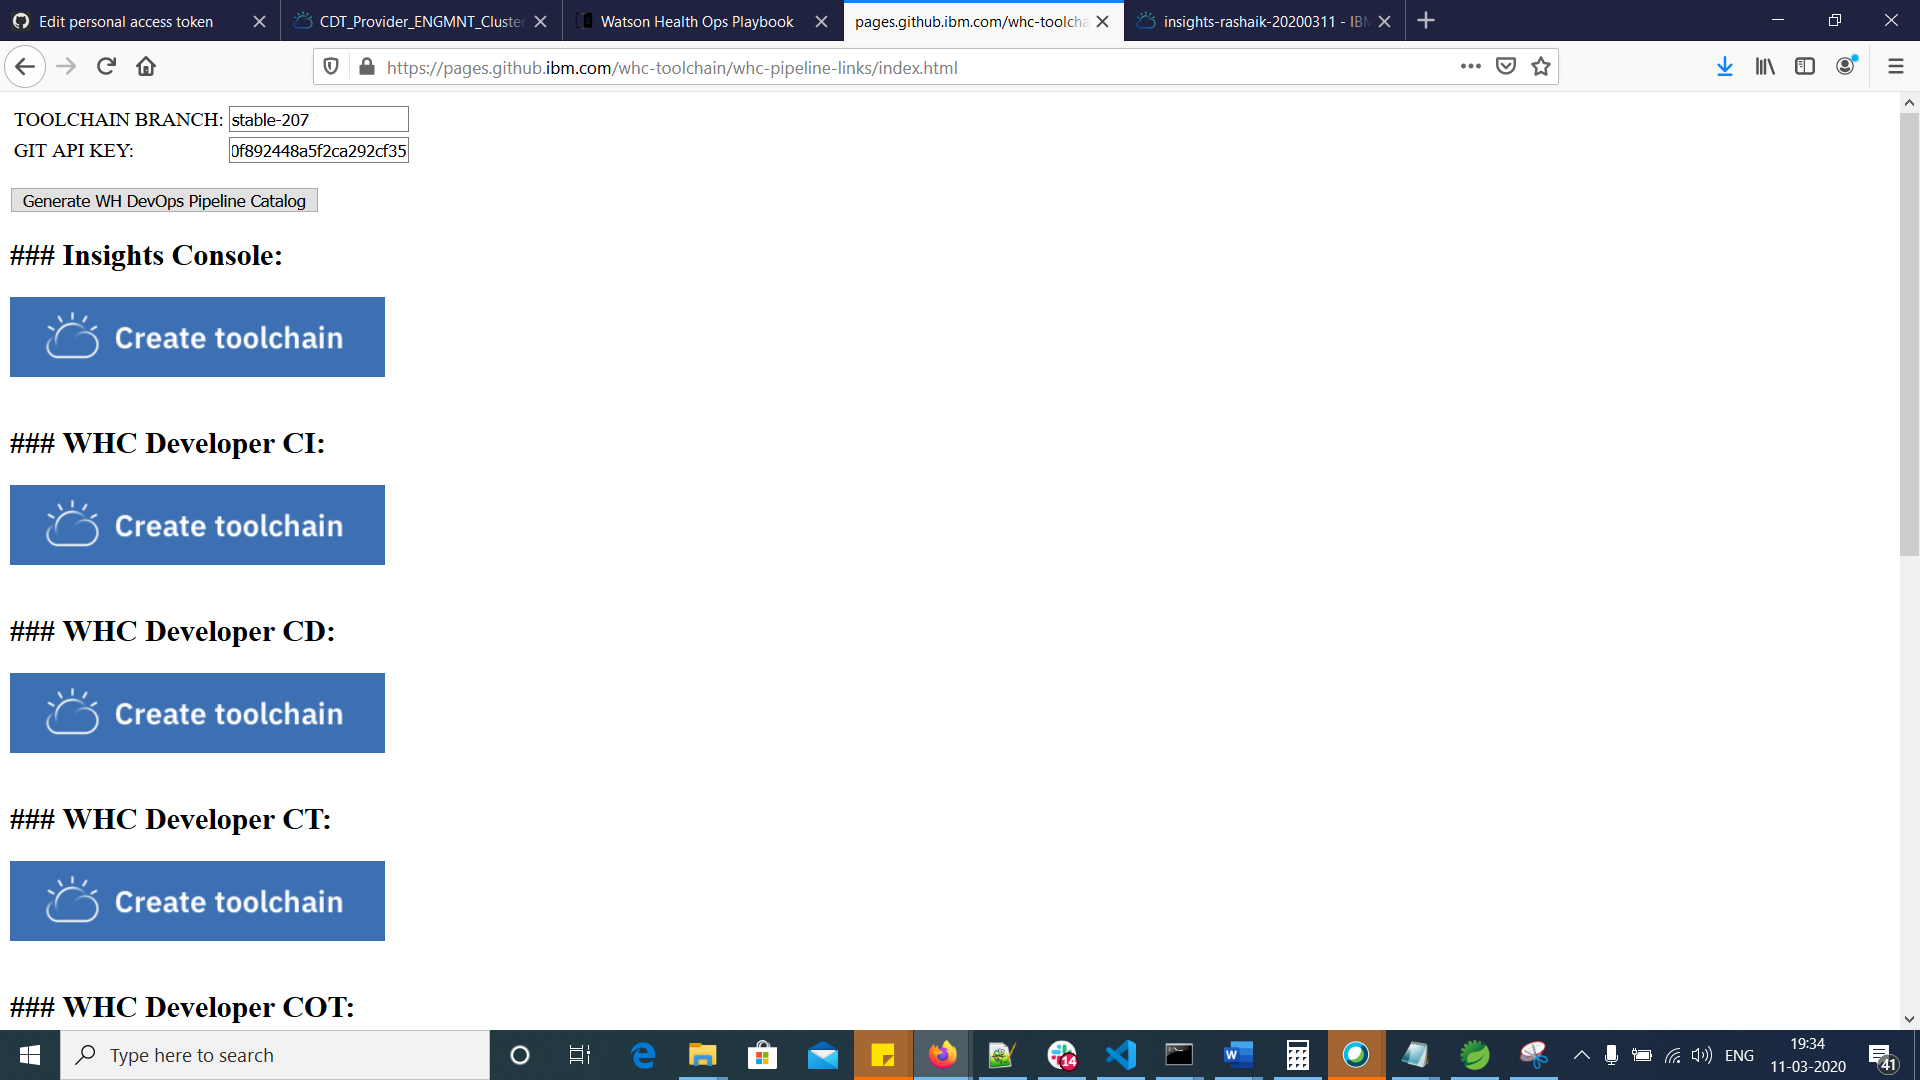 Edit personal access token
CDT_Provider_ENGMNT_Cluster
Watson Health Ops Playbook
pages.github.ibm.com/whc-toolcha
insights-rashaik-20200311 - IBM
https://pages.github.ibm.com/whc-toolchain/whc-pipeline-links/index.html
TOOLCHAIN BRANCH: stable-207
GIT API KEY: 0f892448a5f2ca292cf35
Generate WH DevOps Pipeline Catalog
### Insights Console:
Create toolchain
### WHC Developer CI:
Create toolchain
### WHC Developer CD:
Create toolchain
### WHC Developer CT:
Create toolchain
### WHC Developer COT:
Type here to search
14
ENG
19:34
11-03-2020
41